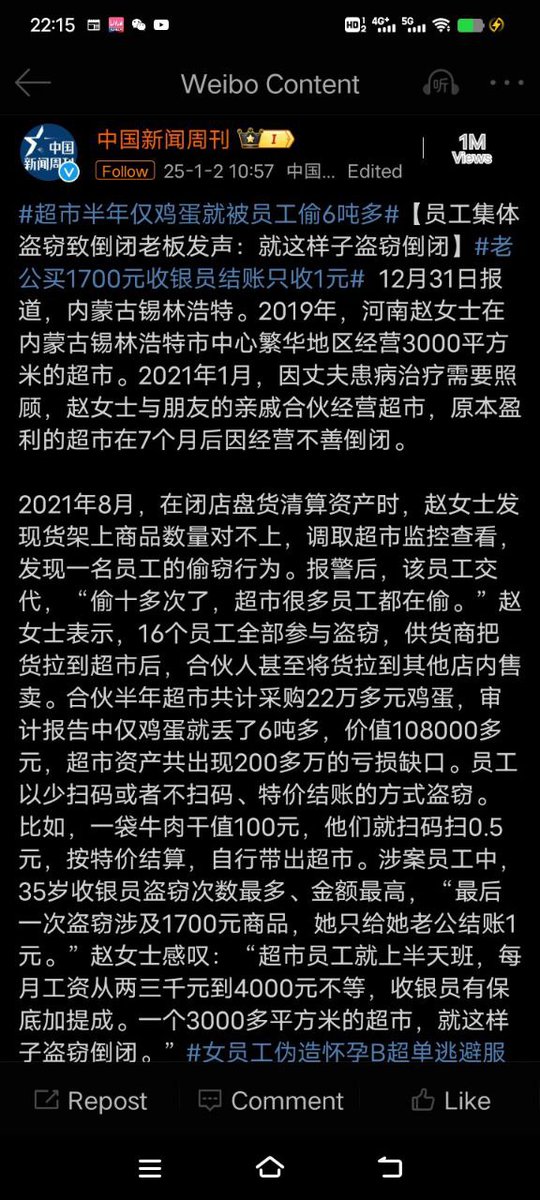 22:15
HD 1 2 4G+ 5G
Weibo Content
听
中国新闻周刊 I
中国
新闻周刊
Follow 25-1-2 10:57 中国... Edited
1M
Views
#超市半年仅鸡蛋就被员工偷6吨多#【员工集体
盗窃致倒闭老板发声：就这样子盗窃倒闭】#老
公买1700元收银员结账只收1元# 12月31日报
道，内蒙古锡林浩特。2019年，河南赵女士在
内蒙古锡林浩特市中心繁华地区经营3000平方
米的超市。2021年1月，因丈夫患病治疗需要照
顾，赵女士与朋友的亲戚合伙经营超市，原本盈
利的超市在7个月后因经营不善倒闭。
2021年8月，在闭店盘货清算资产时，赵女士发
现货架上商品数量对不上，调取超市监控查看，
发现一名员工的偷窃行为。报警后，该员工交
代，“偷十多次了，超市很多员工都在偷。”赵
女士表示，16个员工全部参与盗窃，供货商把
货拉到超市后，合伙人甚至将货拉到其他店内售
卖。合伙半年超市共计采购22万多元鸡蛋，审
计报告中仅鸡蛋就丢了6吨多，价值108000多
元，超市资产共出现200多万的亏损缺口。员工
以少扫码或者不扫码、特价结账的方式盗窃。
比如，一袋牛肉干值100元，他们就扫码扫0.5
元，按特价结算，自行带出超市。涉案员工中，
35岁收银员盗窃次数最多、金额最高，“最后
一次盗窃涉及1700元商品，她只给她老公结账1
元。”赵女士感叹：“超市员工就上半天班，每
月工资从两三千元到4000元不等，收银员有保
底加提成。一个3000多平方米的超市，就这样
子盗窃倒闭。”#女员工伪造怀孕B超单逃避服
Repost Comment Like